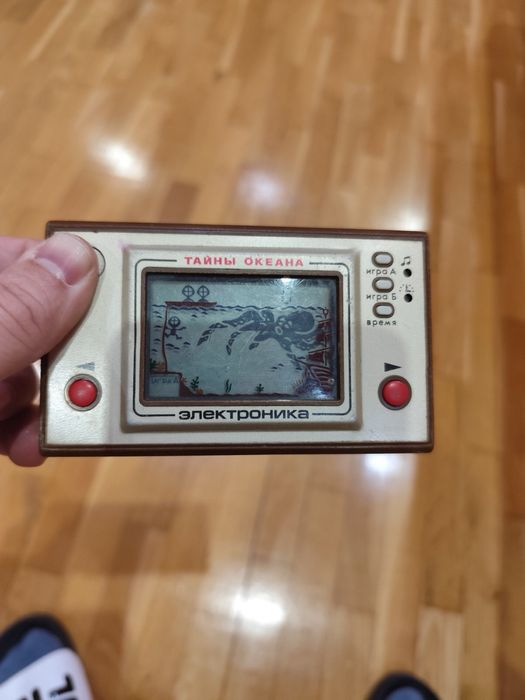 ТАЙНЫ ОКЕАНА
игра А
игра Б
время
ИГРА А
электроника